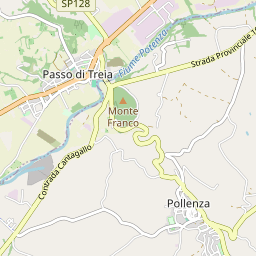 SP128
Fiume Potenza
Strada Provinciale 1
Passo di Treia
Monte
Franco
Contrada Cantagallo
Pollenza